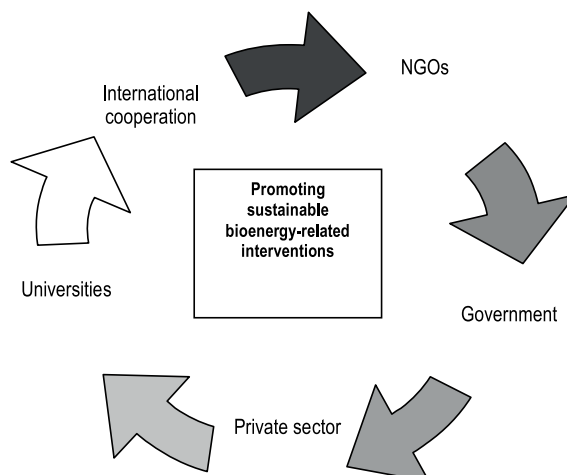 NGOs
International
cooperation
Promoting
sustainable
bioenergy-related
interventions
Universities
Government
Private sector